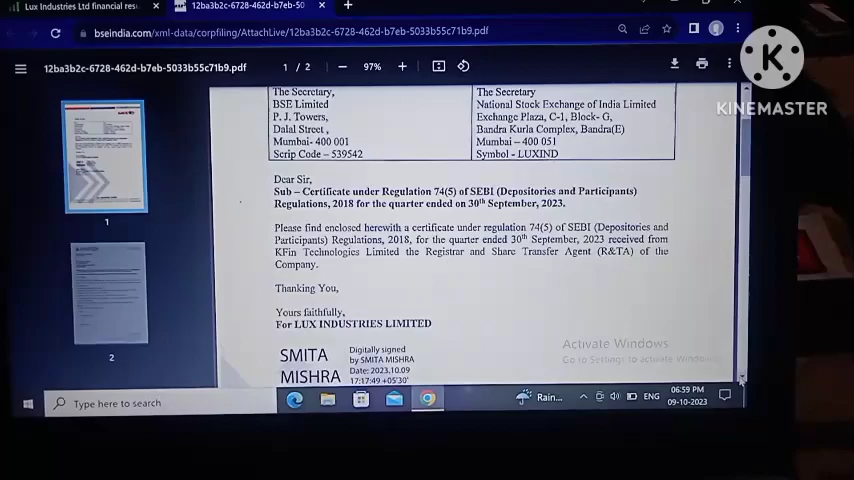 Lux Industries Ltd financial res
12ba3b2c-6728-462d-b7eb-50
bseindia.com/xml-data/corpfiling/AttachLive/12ba3b2c-6728-462d-b7eb-5033b55c71b9.pdf
12ba3b2c-6728-462d-b7eb-5033b55c71b9.pdf
1 / 2
97%
KINEMASTER
The Secretary,
BSE Limited
P. J. Towers,
Dalal Street,
Mumbai- 400 001
Scrip Code – 539542
The Secretary
National Stock Exchange of India Limited
Exchange Plaza, C-1, Block- G,
Bandra Kurla Complex, Bandra(E)
Mumbai – 400 051
Symbol - LUXIND
Dear Sir,
Sub – Certificate under Regulation 74(5) of SEBI (Depositories and Participants)
Regulations, 2018 for the quarter ended on 30th September, 2023.
Please find enclosed herewith a certificate under regulation 74(5) of SEBI (Depositories and
Participants) Regulations, 2018, for the quarter ended 30th September, 2023 received from
KFin Technologies Limited the Registrar and Share Transfer Agent (R&TA) of the
Company.
Thanking You,
Yours faithfully,
For LUX INDUSTRIES LIMITED
SMITA
MISHRA
Digitally signed
by SMITA MISHRA
Date: 2023.10.09
17:17:49 +05'30'
1
2
Activate Windows
Go to Settings to activate Windows.
Type here to search
Rain...
ENG
06:59 PM
09-10-2023